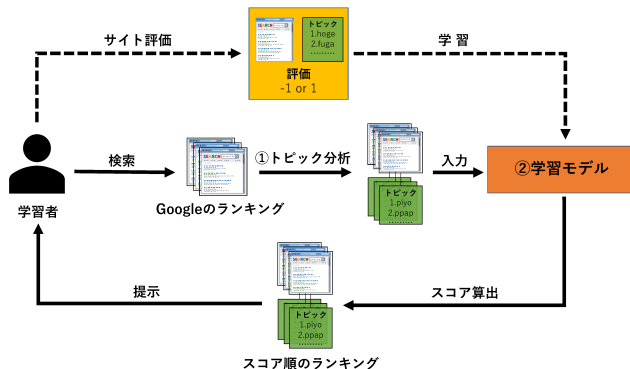 サイト評価
トピック
1.hoge
2.fuga
………
評価
-1 or 1
学 習
学習者
検索
Googleのランキング
①トピック分析
トピック
1.piyo
2.ppap
………
入力
②学習モデル
提示
トピック
1.piyo
2.ppap
………
スコア算出
スコア順のランキング